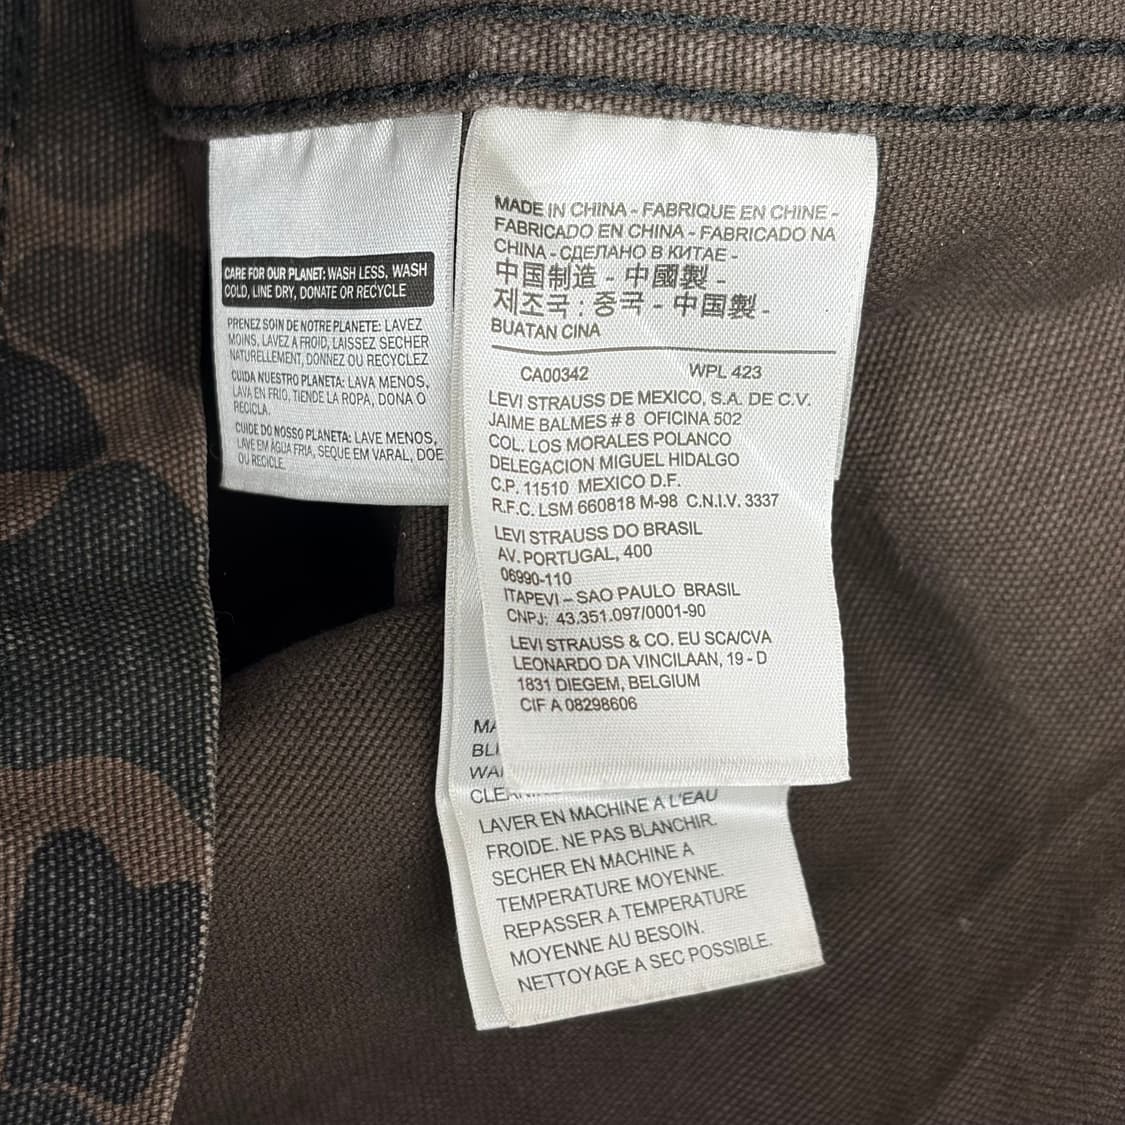 CARE FOR OUR PLANET: WASH LESS, WASH
COLD, LINE DRY, DONATE OR RECYCLE
PRENEZ SOIN DE NOTRE PLANETE: LAVEZ
MOINS, LAVEZ A FROID, LAISSEZ SECHER
NATURELLEMENT, DONNEZ OU RECYCLEZ
CUIDA NUESTRO PLANETA: LAVA MENOS,
LAVA EN FRIO, TIENDE LA ROPA, DONA O
RECICLA.
CUIDE DO NOSSO PLANETA: LAVE MENOS,
LAVE EM ÁGUA FRIA, SEQUE EM VARAL, DOE
OU RECICLE.
MADE IN CHINA - FABRIQUE EN CHINE -
FABRICADO EN CHINA - FABRICADO NA
CHINA - СДЕЛАНО В КИТАЕ -
中国制造 - 中國製 -
제조국 : 중국 - 中国製 -
BUATAN CINA
CA00342 WPL 423
LEVI STRAUSS DE MEXICO, S.A. DE C.V.
JAIME BALMES # 8 OFICINA 502
COL. LOS MORALES POLANCO
DELEGACION MIGUEL HIDALGO
C.P. 11510 MEXICO D.F.
R.F.C. LSM 660818 M-98 C.N.I.V. 3337
LEVI STRAUSS DO BRASIL
AV. PORTUGAL, 400
06990-110
ITAPEVI – SAO PAULO BRASIL
CNPJ: 43.351.097/0001-90
LEVI STRAUSS & CO. EU SCA/CVA
LEONARDO DA VINCILAAN, 19 - D
1831 DIEGEM, BELGIUM
CIF A 08298606
LAVER EN MACHINE A L'EAU
FROIDE. NE PAS BLANCHIR.
SECHER EN MACHINE A
TEMPERATURE MOYENNE.
REPASSER A TEMPERATURE
MOYENNE AU BESOIN.
NETTOYAGE A SEC POSSIBLE.